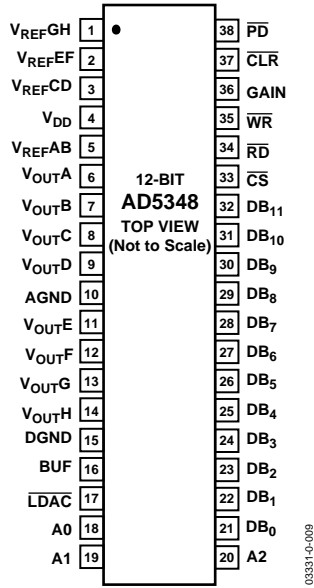 VREFGH 1
VREFEF 2
VREFCD 3
VDD 4
VREFAB 5
VOUTA 6
VOUTB 7
VOUTC 8
VOUTD 9
AGND 10
VOUTE 11
VOUTF 12
VOUTG 13
VOUTH 14
DGND 15
BUF 16
LDAC 17
A0 18
A1 19
12-BIT
AD5348
TOP VIEW
(Not to Scale)
38 PD
37 CLR
36 GAIN
35 WR
34 RD
33 CS
32 DB11
31 DB10
30 DB9
29 DB8
28 DB7
27 DB6
26 DB5
25 DB4
24 DB3
23 DB2
22 DB1
21 DB0
20 A2
03331-0-009